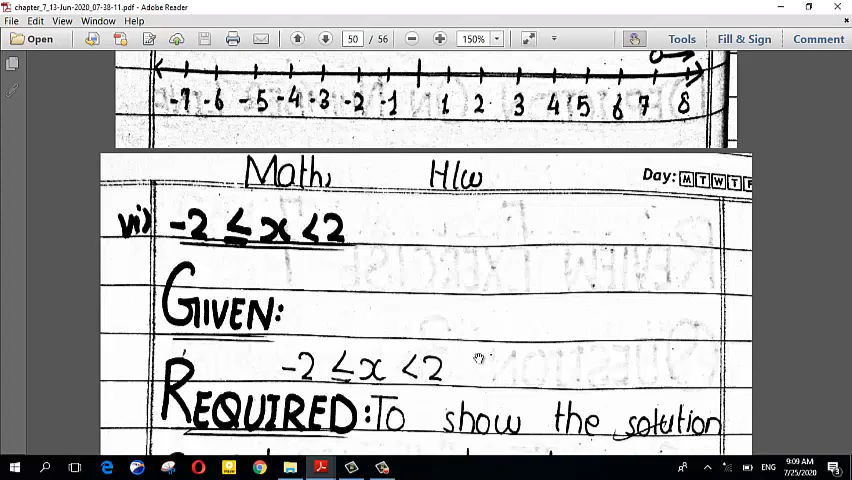 chapter_7_13-Jun-2020_07-38-11.pdf - Adobe Reader
File Edit View Window Help
Open 50 / 56 150% Tools Fill & Sign Comment
-7 -6 -5 -4 -3 -2 -1 1 2 3 4 5 6 7 8
Math, H/w Day: M T W T F
vi) -2 ≤ x < 2
GIVEN:
-2 ≤ x < 2
REQUIRED: To show the solution
ENG 9:09 AM
7/25/2020 3